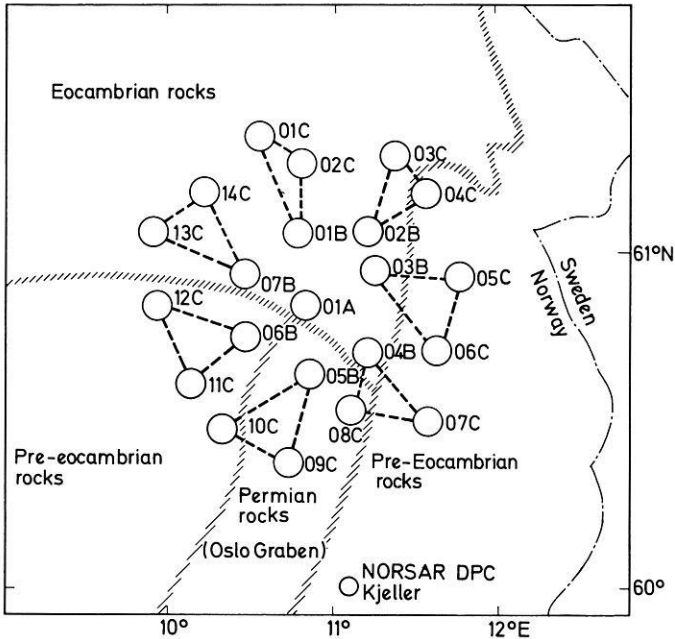 Eocambrian rocks
01C
02C
03C
04C
14C
13C
01B
02B
61°N
03B
05C
07B
12C
01A
Sweden
Norway
06B
04B
06C
11C
05B
10C
08C
07C
09C
Pre-eocambrian
rocks
Pre-Eocambrian
rocks
Permian
rocks
(Oslo Graben)
NORSAR DPC
Kjeller
60°
10°
11°E
12°E